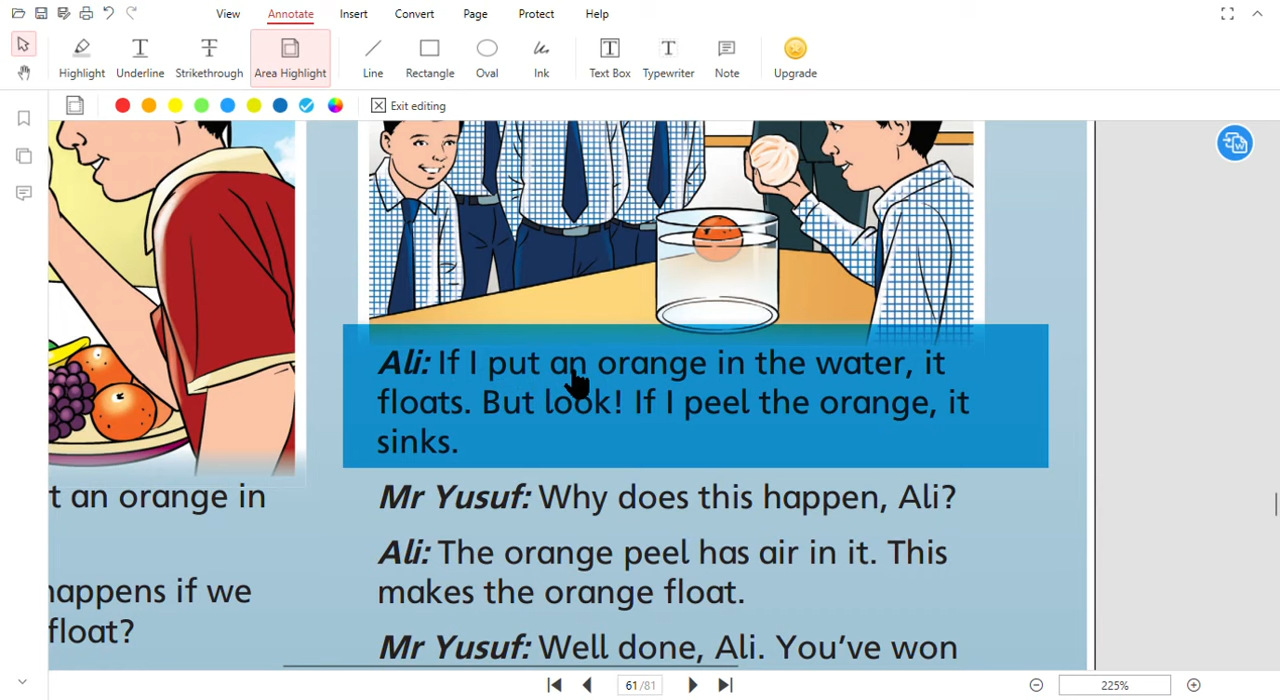 View Annotate Insert Convert Page Protect Help
Highlight Underline Strikethrough Area Highlight Line Rectangle Oval Ink Text Box Typewriter Note Upgrade
Exit editing
t an orange in
happens if we
float?
Ali: If I put an orange in the water, it
floats. But look! If I peel the orange, it
sinks.
Mr Yusuf: Why does this happen, Ali?
Ali: The orange peel has air in it. This
makes the orange float.
Mr Yusuf: Well done, Ali. You've won
61/81
225%